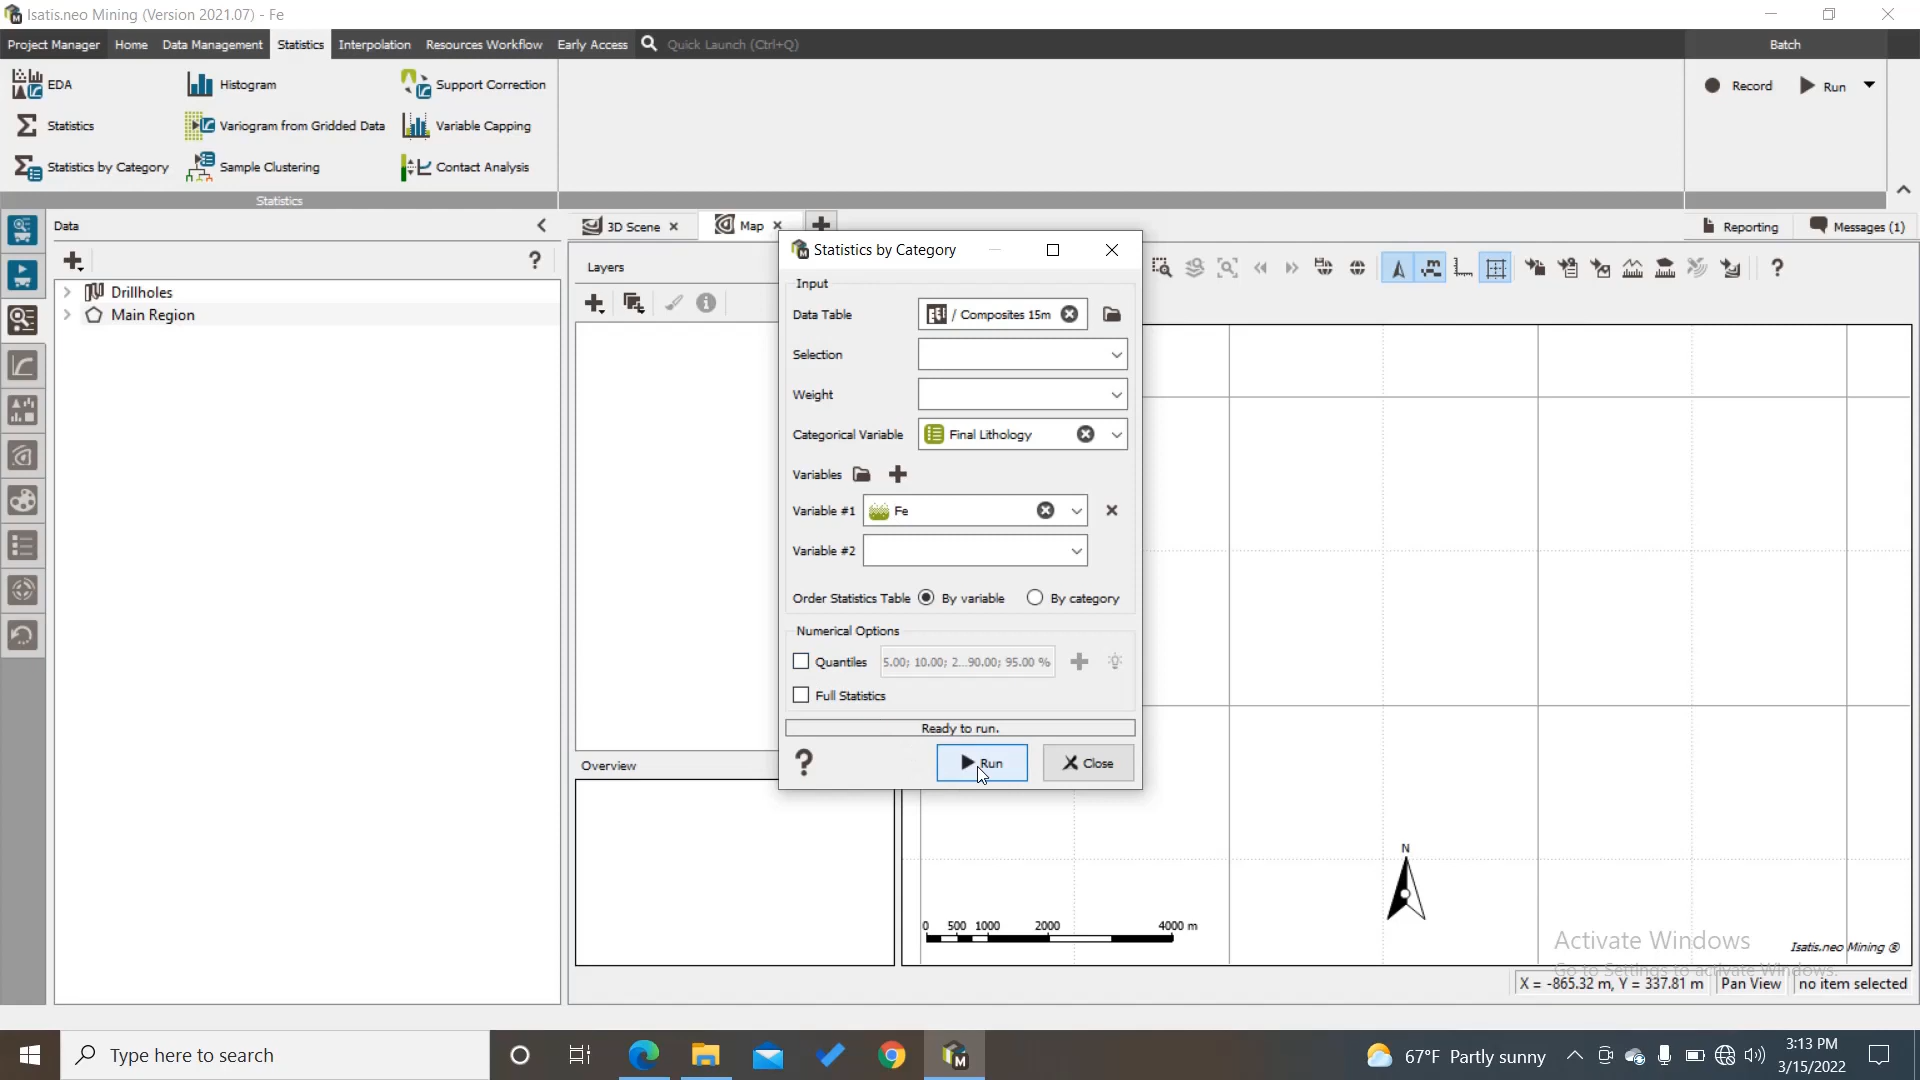 Isatis.neo Mining (Version 2021.07) - Fe
Project Manager Home Data Management Statistics Interpolation Resources Workflow Early Access Quick Launch (Ctrl+Q) Batch
EDA Histogram Support Correction Record Run
Statistics Variogram from Gridded Data Variable Capping
Statistics by Category Sample Clustering Contact Analysis
Statistics
Data 3D Scene Map Reporting Messages (1)
Drillholes
Main Region
Layers
Overview
Statistics by Category
Input
Data Table / Composites 15m
Selection
Weight
Categorical Variable Final Lithology
Variables
Variable #1 Fe
Variable #2
Order Statistics Table By variable By category
Numerical Options
Quantiles 5.00; 10.00; 2...90.00; 95.00 %
Full Statistics
Ready to run.
? Run Close
N
0 500 1000 2000 4000 m
Activate Windows
Go to Settings to activate Windows.
Isatis.neo Mining ®
X = -865.32 m, Y = 337.81 m Pan View no item selected
Type here to search 67°F Partly sunny 3:13 PM
3/15/2022